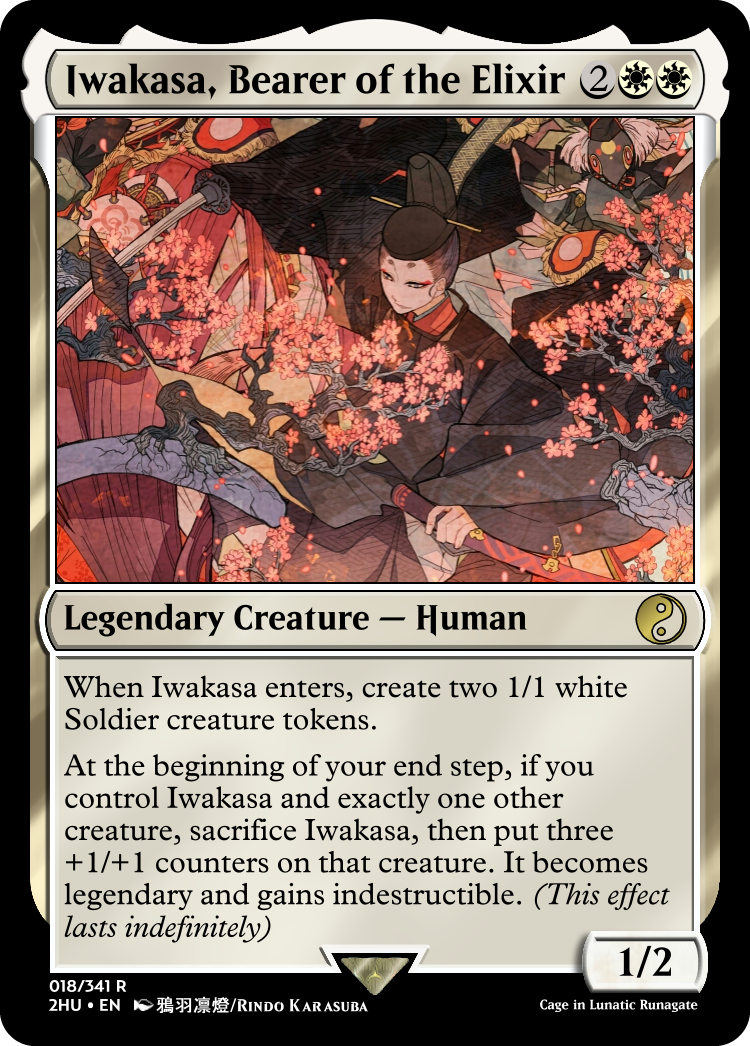 Iwakasa, Bearer of the Elixir 2
Legendary Creature — Human
When Iwakasa enters, create two 1/1 white
Soldier creature tokens.
At the beginning of your end step, if you
control Iwakasa and exactly one other
creature, sacrifice Iwakasa, then put three
+1/+1 counters on that creature. It becomes
legendary and gains indestructible. (This effect
lasts indefinitely)
1/2
018/341 R
2HU • EN 鴉羽凛燈/Rindo Karasuba
Cage in Lunatic Runagate